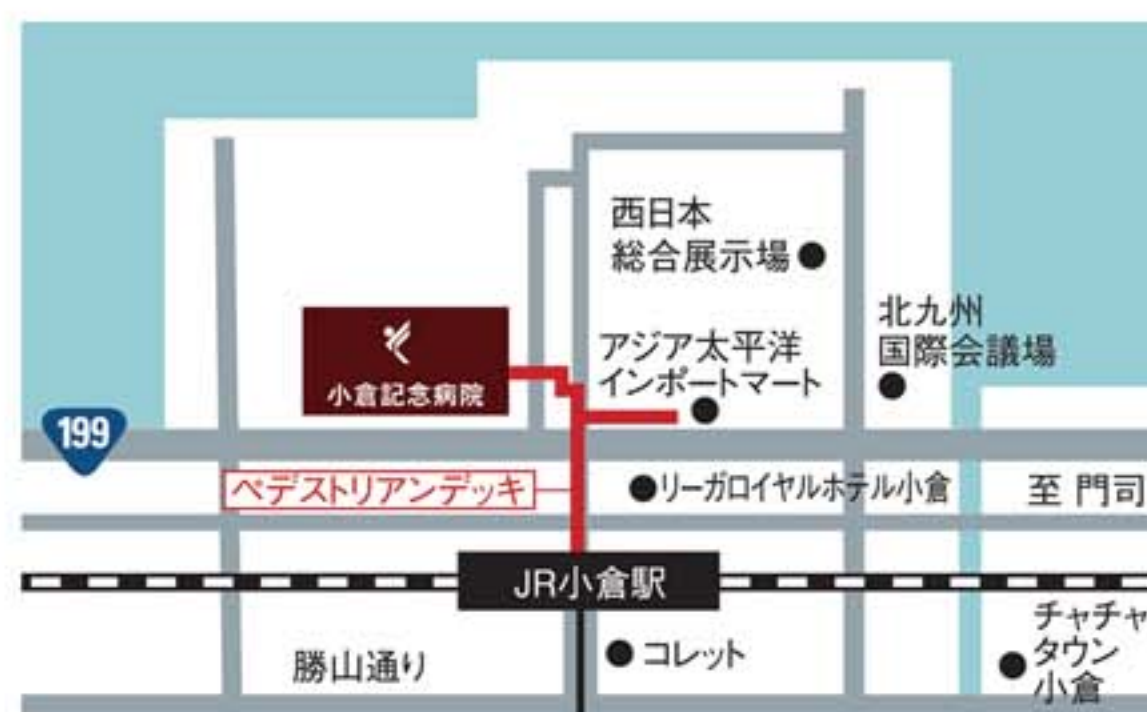 西日本
総合展示場
北九州
国際会議場
アジア太平洋
インポートマート
小倉記念病院
199
ペデストリアンデッキ
リーガロイヤルホテル小倉
至 門司
JR小倉駅
チャチャ
タウン
小倉
コレット
勝山通り